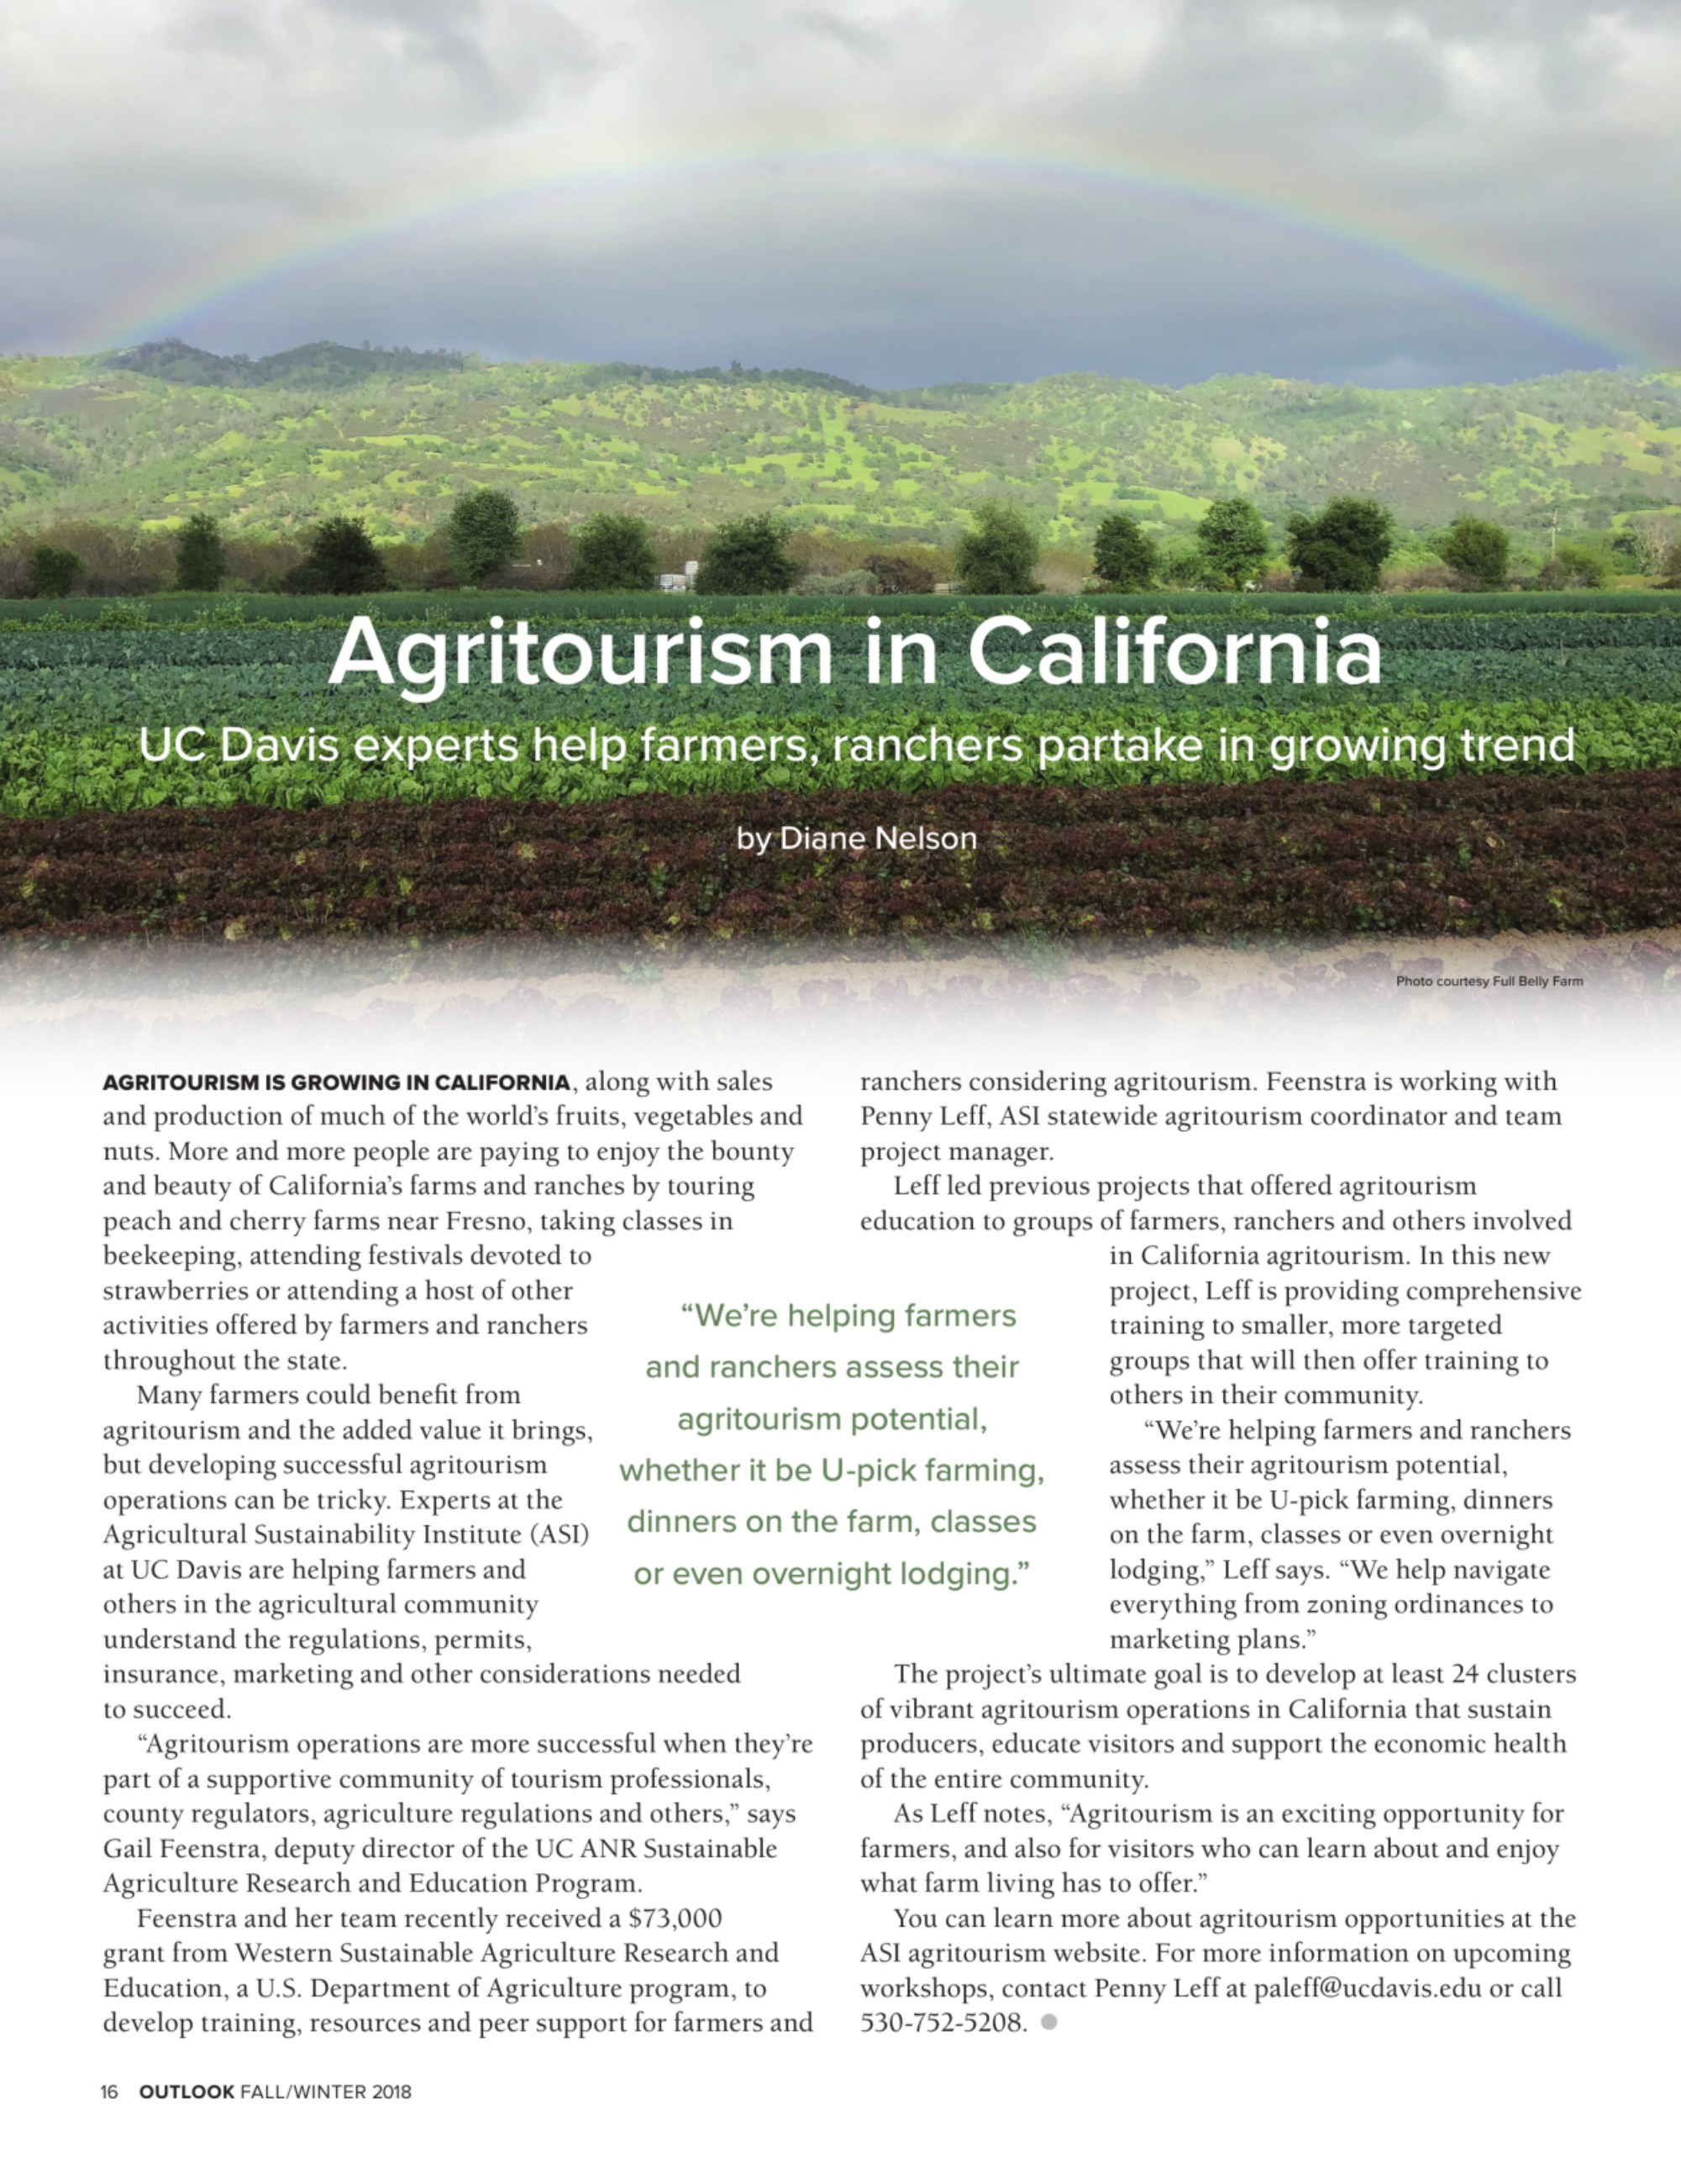 Agritourism in California
UC Davis experts help farmers, ranchers partake in growing trend
by Diane Nelson
Photo courtesy Full Belly Farm
AGRITOURISM IS GROWING IN CALIFORNIA, along with sales
and production of much of the world’s fruits, vegetables and
nuts. More and more people are paying to enjoy the bounty
and beauty of California’s farms and ranches by touring
peach and cherry farms near Fresno, taking classes in
beekeeping, attending festivals devoted to
strawberries or attending a host of other
activities offered by farmers and ranchers
throughout the state.
Many farmers could benefit from
agritourism and the added value it brings,
but developing successful agritourism
operations can be tricky. Experts at the
Agricultural Sustainability Institute (ASI)
at UC Davis are helping farmers and
others in the agricultural community
understand the regulations, permits,
insurance, marketing and other considerations needed
to succeed.
“Agritourism operations are more successful when they’re
part of a supportive community of tourism professionals,
county regulators, agriculture regulations and others,” says
Gail Feenstra, deputy director of the UC ANR Sustainable
Agriculture Research and Education Program.
Feenstra and her team recently received a $73,000
grant from Western Sustainable Agriculture Research and
Education, a U.S. Department of Agriculture program, to
develop training, resources and peer support for farmers and
“We’re helping farmers
and ranchers assess their
agritourism potential,
whether it be U-pick farming,
dinners on the farm, classes
or even overnight lodging.”
ranchers considering agritourism. Feenstra is working with
Penny Leff, ASI statewide agritourism coordinator and team
project manager.
Leff led previous projects that offered agritourism
education to groups of farmers, ranchers and others involved
in California agritourism. In this new
project, Leff is providing comprehensive
training to smaller, more targeted
groups that will then offer training to
others in their community.
“We’re helping farmers and ranchers
assess their agritourism potential,
whether it be U-pick farming, dinners
on the farm, classes or even overnight
lodging,” Leff says. “We help navigate
everything from zoning ordinances to
marketing plans.”
The project’s ultimate goal is to develop at least 24 clusters
of vibrant agritourism operations in California that sustain
producers, educate visitors and support the economic health
of the entire community.
As Leff notes, “Agritourism is an exciting opportunity for
farmers, and also for visitors who can learn about and enjoy
what farm living has to offer.”
You can learn more about agritourism opportunities at the
ASI agritourism website. For more information on upcoming
workshops, contact Penny Leff at paleff@ucdavis.edu or call
530-752-5208.
16 OUTLOOK FALL/WINTER 2018